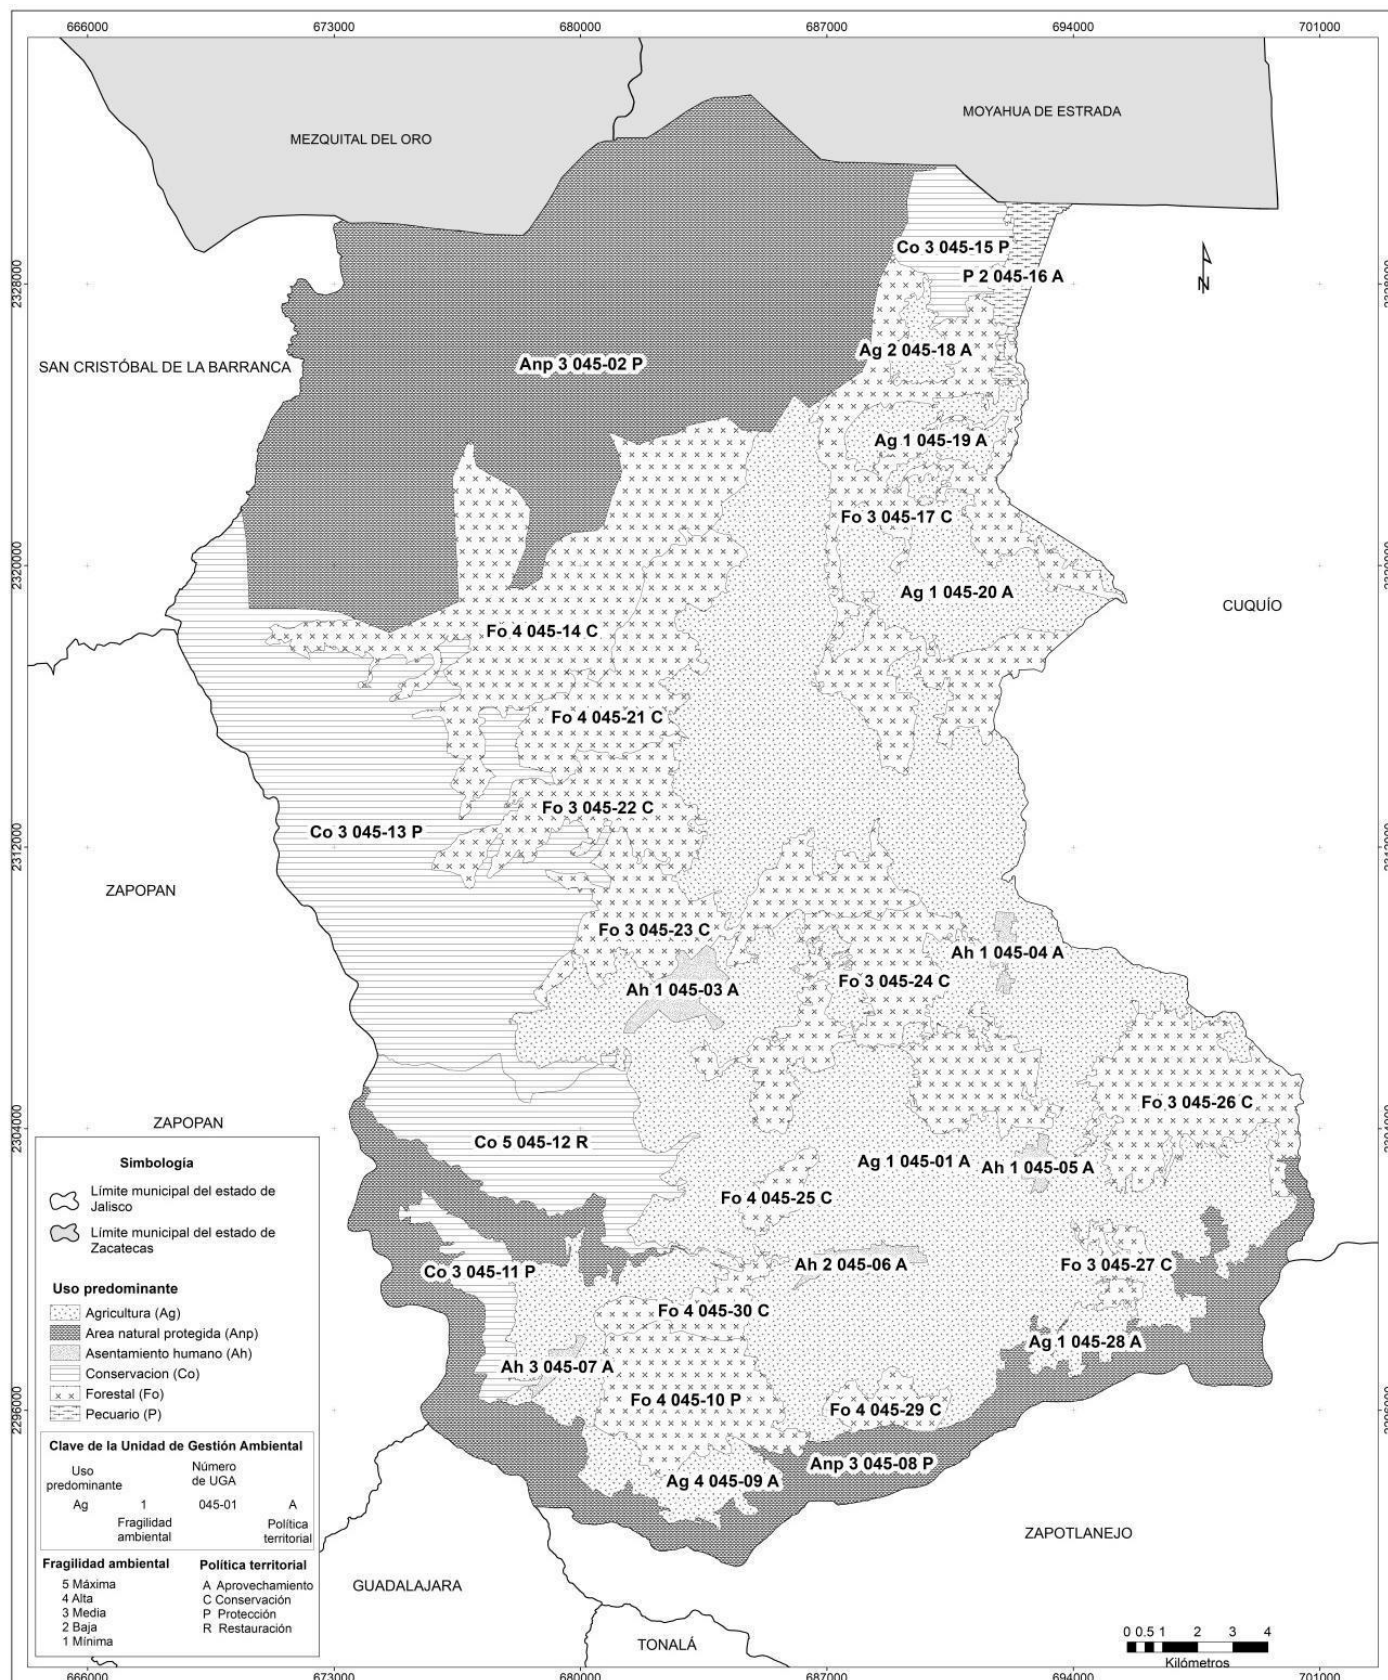 666000 673000 680000 687000 694000 701000
MOYAHUA DE ESTRADA
MEZQUITAL DEL ORO
Co 3 045-15 P
P 2 045-16 A
2328000
2328000
N
Ag 2 045-18 A
Anp 3 045-02 P
SAN CRISTÓBAL DE LA BARRANCA
Ag 1 045-19 A
Fo 3 045-17 C
2320000
2320000
Ag 1 045-20 A
CUQUÍO
Fo 4 045-14 C
Fo 4 045-21 C
Fo 3 045-22 C
Co 3 045-13 P
2312000
2312000
ZAPOPAN
Fo 3 045-23 C
Ah 1 045-04 A
Fo 3 045-24 C
Ah 1 045-03 A
Fo 3 045-26 C
ZAPOPAN
2304000
2304000
Co 5 045-12 R
Ag 1 045-01 A
Ah 1 045-05 A
Fo 4 045-25 C
Ah 2 045-06 A
Fo 3 045-27 C
Co 3 045-11 P
Fo 4 045-30 C
Ag 1 045-28 A
Ah 3 045-07 A
Fo 4 045-10 P
Fo 4 045-29 C
2296000
2296000
Anp 3 045-08 P
Ag 4 045-09 A
ZAPOTLANEJO
GUADALAJARA
TONALÁ
Simbología
Límite municipal del estado de
Jalisco
Límite municipal del estado de
Zacatecas
Uso predominante
Agricultura (Ag)
Area natural protegida (Anp)
Asentamiento humano (Ah)
Conservacion (Co)
Forestal (Fo)
Pecuario (P)
Clave de la Unidad de Gestión Ambiental
Uso predominante
Número de UGA
Ag 1 045-01 A
Fragilidad ambiental
Política territorial
Fragilidad ambiental
5 Máxima
4 Alta
3 Media
2 Baja
1 Mínima
Política territorial
A Aprovechamiento
C Conservación
P Protección
R Restauración
0 0.5 1 2 3 4
Kilómetros
666000 673000 680000 687000 694000 701000